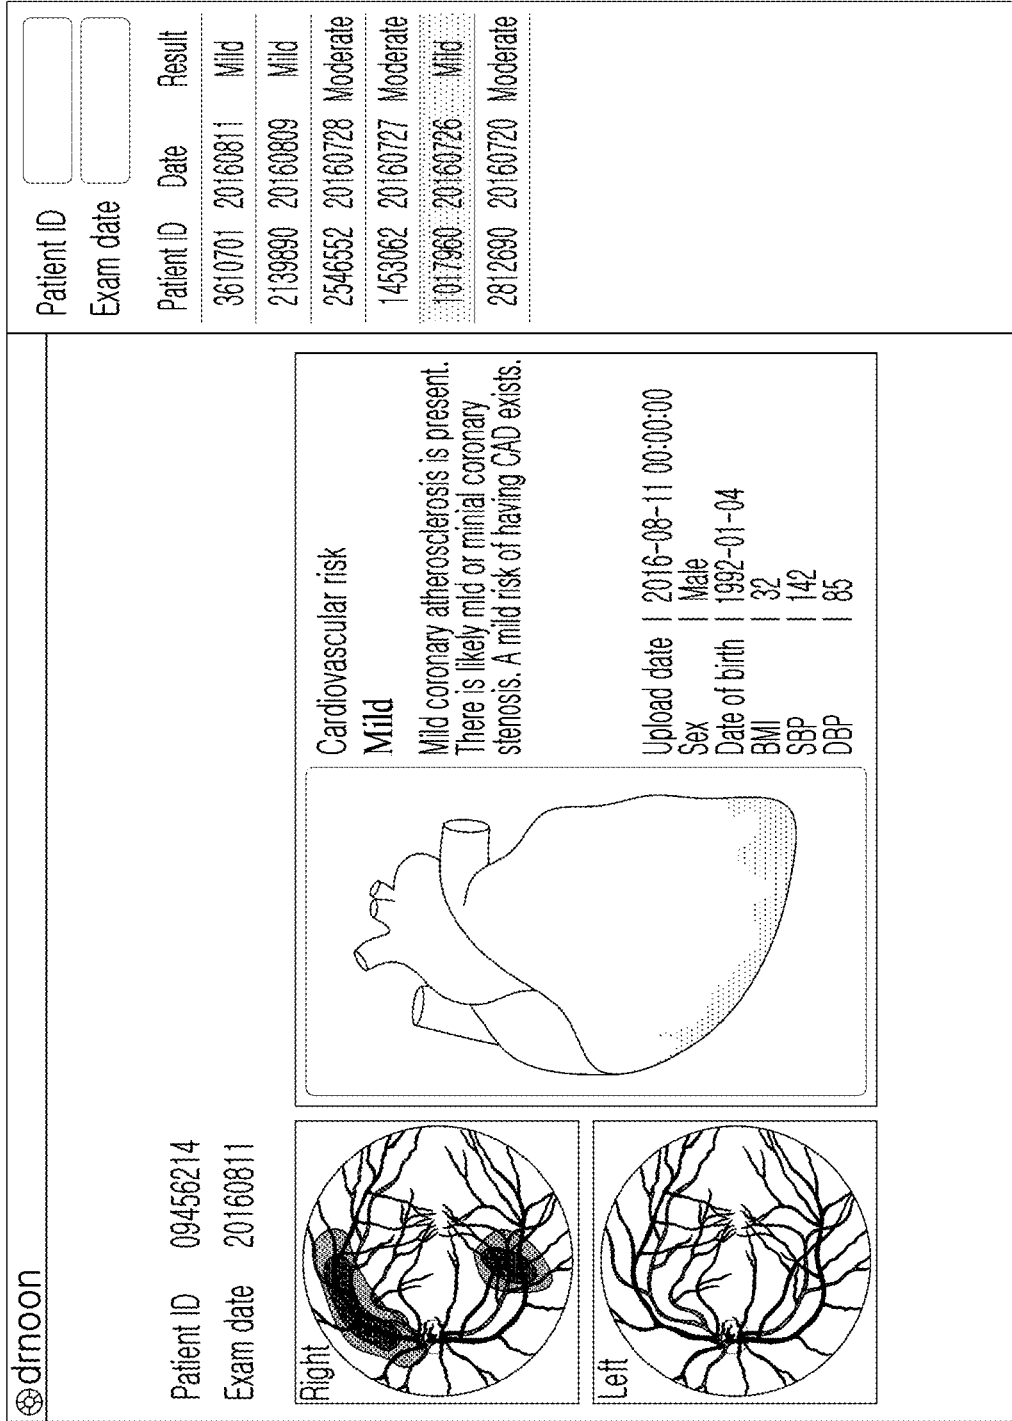 drnoon
Patient ID 09456214
Exam date 20160811
Right
Left
Cardiovascular risk
Mild
Mild coronary atherosclerosis is present.
There is likely mid or minial coronary
stenosis. A mild risk of having CAD exists.
Upload date | 2016-08-11 00:00:00
Sex | Male
Date of birth | 1992-01-04
BMI | 32
SBP | 142
DBP | 85
Patient ID
Exam date
Patient ID Date Result
3610701 20160811 Mild
2139890 20160809 Mild
2546552 20160728 Moderate
1453062 20160727 Moderate
1017960 20160726 Mild
2812690 20160720 Moderate